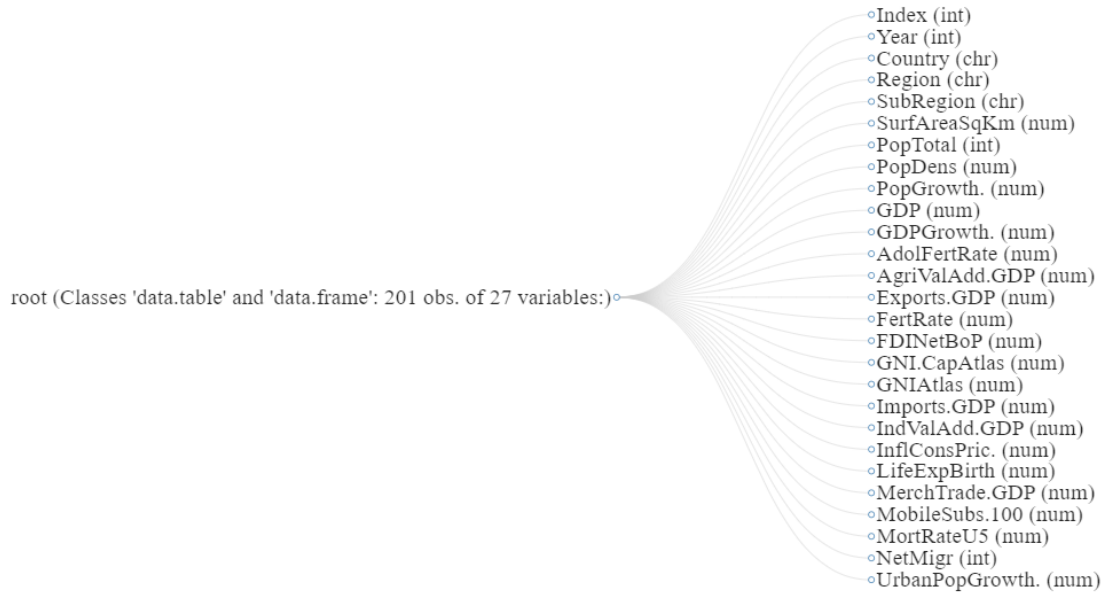 Index (int)
Year (int)
Country (chr)
Region (chr)
SubRegion (chr)
SurfAreaSqKm (num)
PopTotal (int)
PopDens (num)
PopGrowth. (num)
GDP (num)
GDPGrowth. (num)
AdolFertRate (num)
AgriValAdd.GDP (num)
root (Classes 'data.table' and 'data.frame': 201 obs. of 27 variables:)
Exports.GDP (num)
FertRate (num)
FDINetBoP (num)
GNI.CapAtlas (num)
GNIAtlas (num)
Imports.GDP (num)
IndValAdd.GDP (num)
InflConsPric. (num)
LifeExpBirth (num)
MerchTrade.GDP (num)
MobileSubs.100 (num)
MortRateU5 (num)
NetMigr (int)
UrbanPopGrowth. (num)